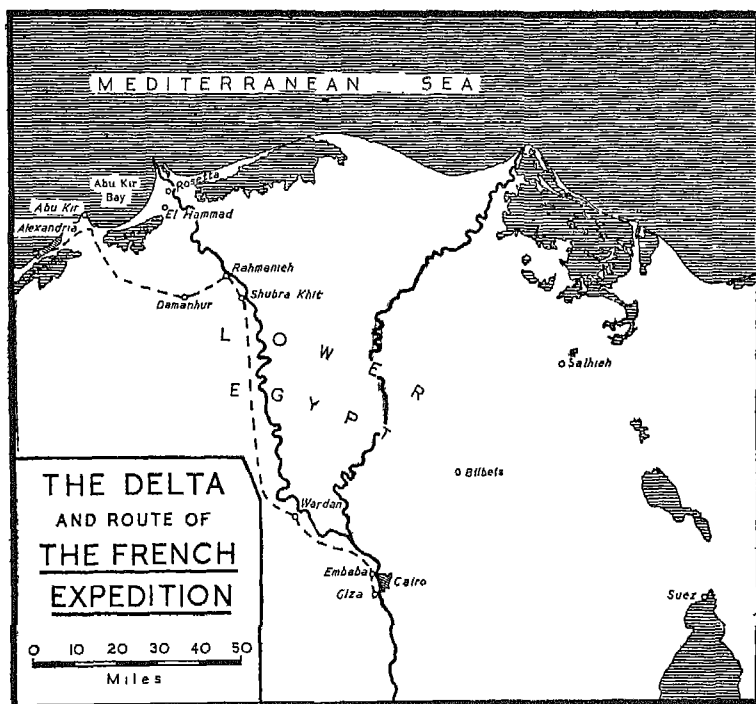 MEDITERRANEAN SEA
Abu Kir
Bay
Rosetta
Abu Kir
El Hammad
Alexandria
Rahmanieh
Damanhur
Shubra Khit
LOWER
EGYPT
Salhieh
Bilbeis
Wardan
Embaba
Cairo
Giza
Suez
THE DELTA
AND ROUTE OF
THE FRENCH
EXPEDITION
0 10 20 30 40 50
Miles